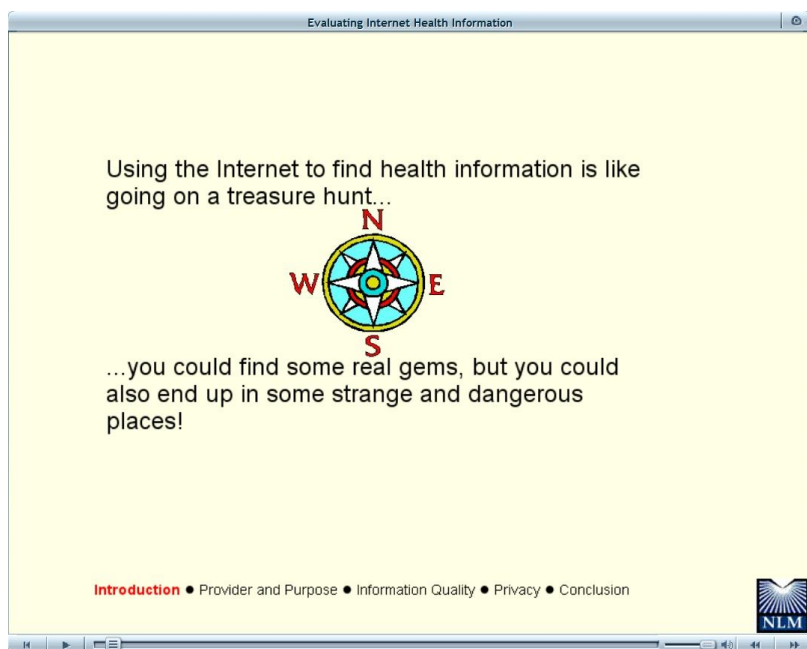 Evaluating Internet Health Information
Using the Internet to find health information is like
going on a treasure hunt...
N
W E
S
...you could find some real gems, but you could
also end up in some strange and dangerous
places!
Introduction ● Provider and Purpose ● Information Quality ● Privacy ● Conclusion
NLM